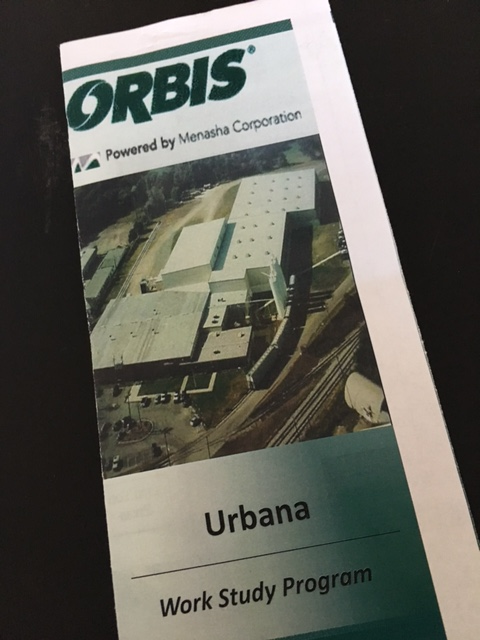 ORBIS®
Powered by Menasha Corporation
Urbana
Work Study Program